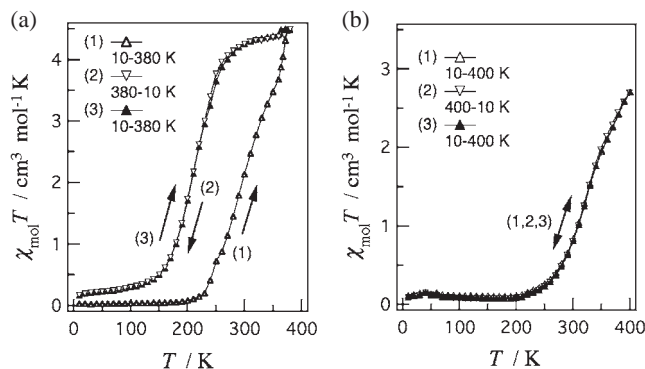 (a)
χmolT / cm³ mol⁻¹ K
4
3
2
1
0
(1) △
10-380 K
(2) ▽
380-10 K
(3) ▲
10-380 K
(3)
(2)
(1)
0 100 200 300 400
T / K
(b)
χmolT / cm³ mol⁻¹ K
3
2
1
0
(1) △
10-400 K
(2) ▽
400-10 K
(3) ▲
10-400 K
(1,2,3)
0 100 200 300 400
T / K